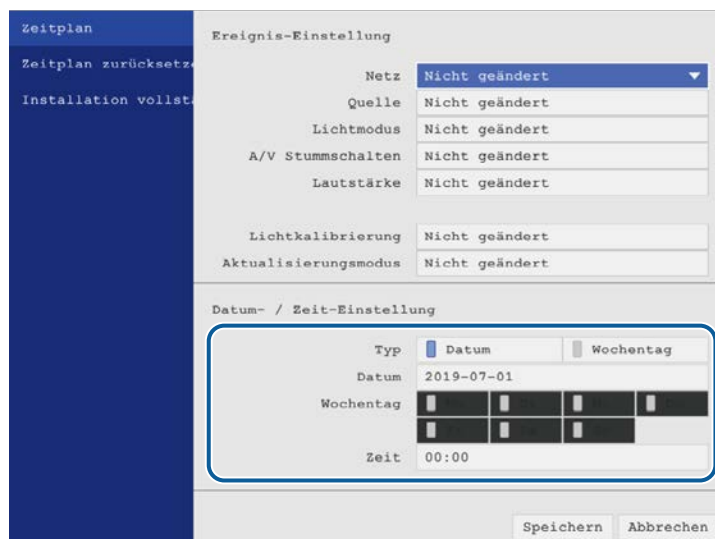 Zeitplan
Zeitplan zurücksetze
Installation vollstä
Ereignis-Einstellung
Netz Nicht geändert
Quelle Nicht geändert
Lichtmodus Nicht geändert
A/V Stummschalten Nicht geändert
Lautstärke Nicht geändert
Lichtkalibrierung Nicht geändert
Aktualisierungsmodus Nicht geändert
Datum- / Zeit-Einstellung
Typ Datum Wochentag
Datum 2019-07-01
Wochentag
Zeit 00:00
Speichern Abbrechen